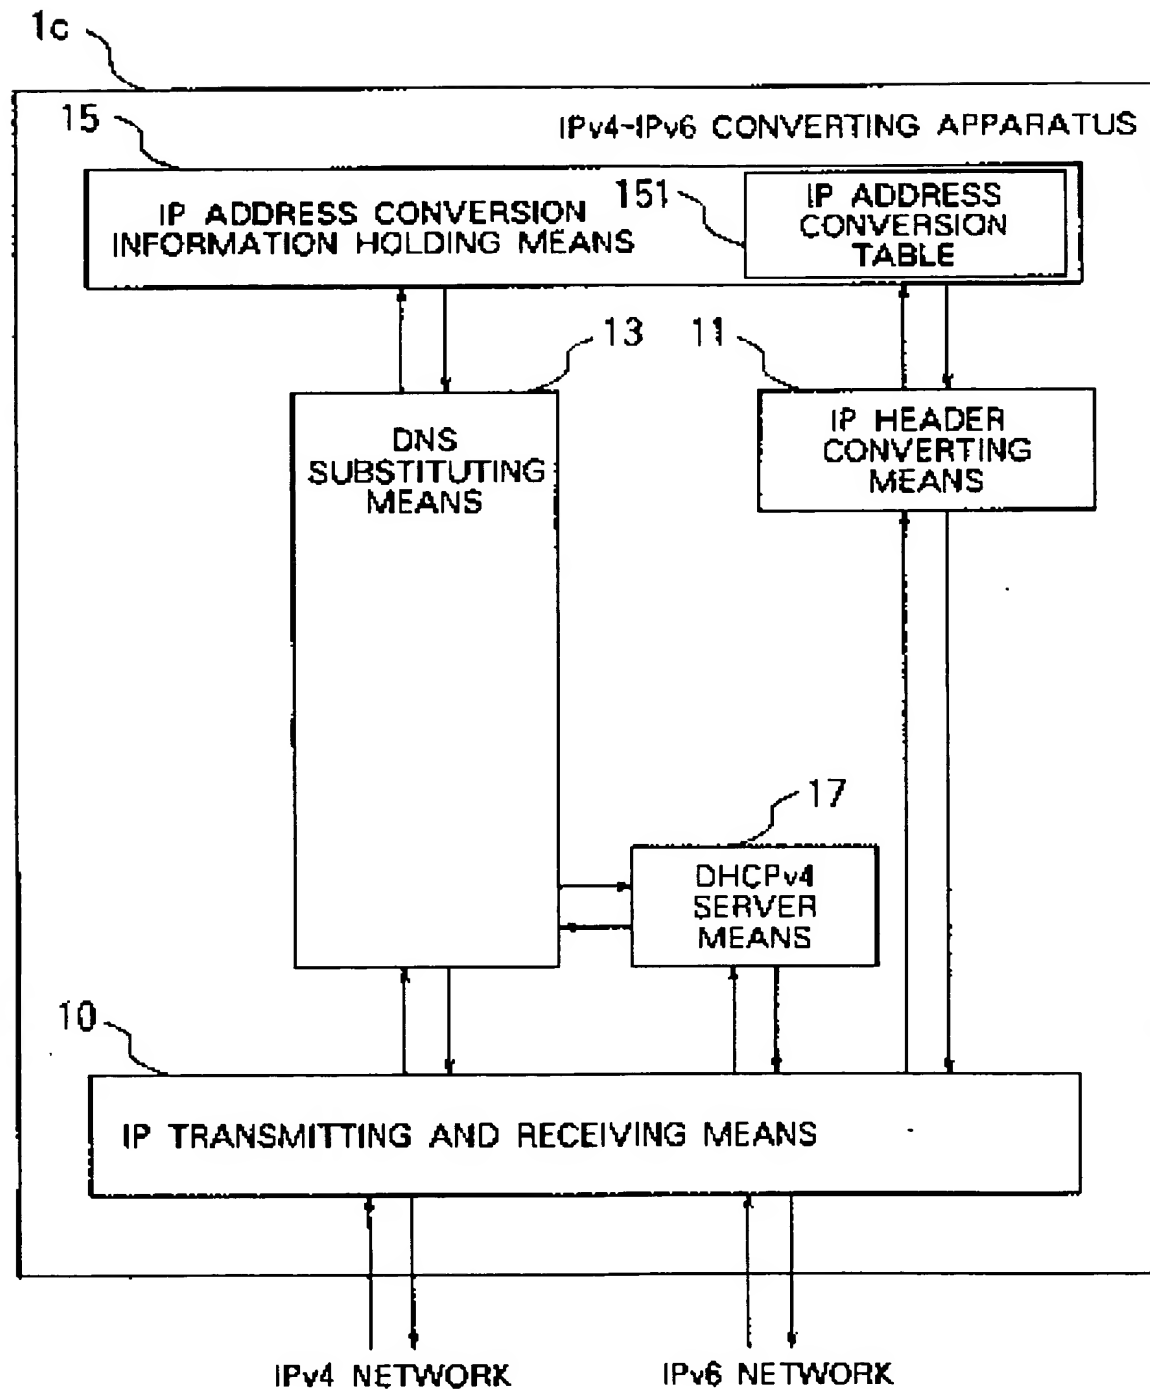 1c
15
IPv4-IPv6 CONVERTING APPARATUS
IP ADDRESS CONVERSION
INFORMATION HOLDING MEANS
151
IP ADDRESS
CONVERSION
TABLE
13
11
DNS
SUBSTITUTING
MEANS
IP HEADER
CONVERTING
MEANS
17
DHCPv4
SERVER
MEANS
10
IP TRANSMITTING AND RECEIVING MEANS
IPv4 NETWORK
IPv6 NETWORK